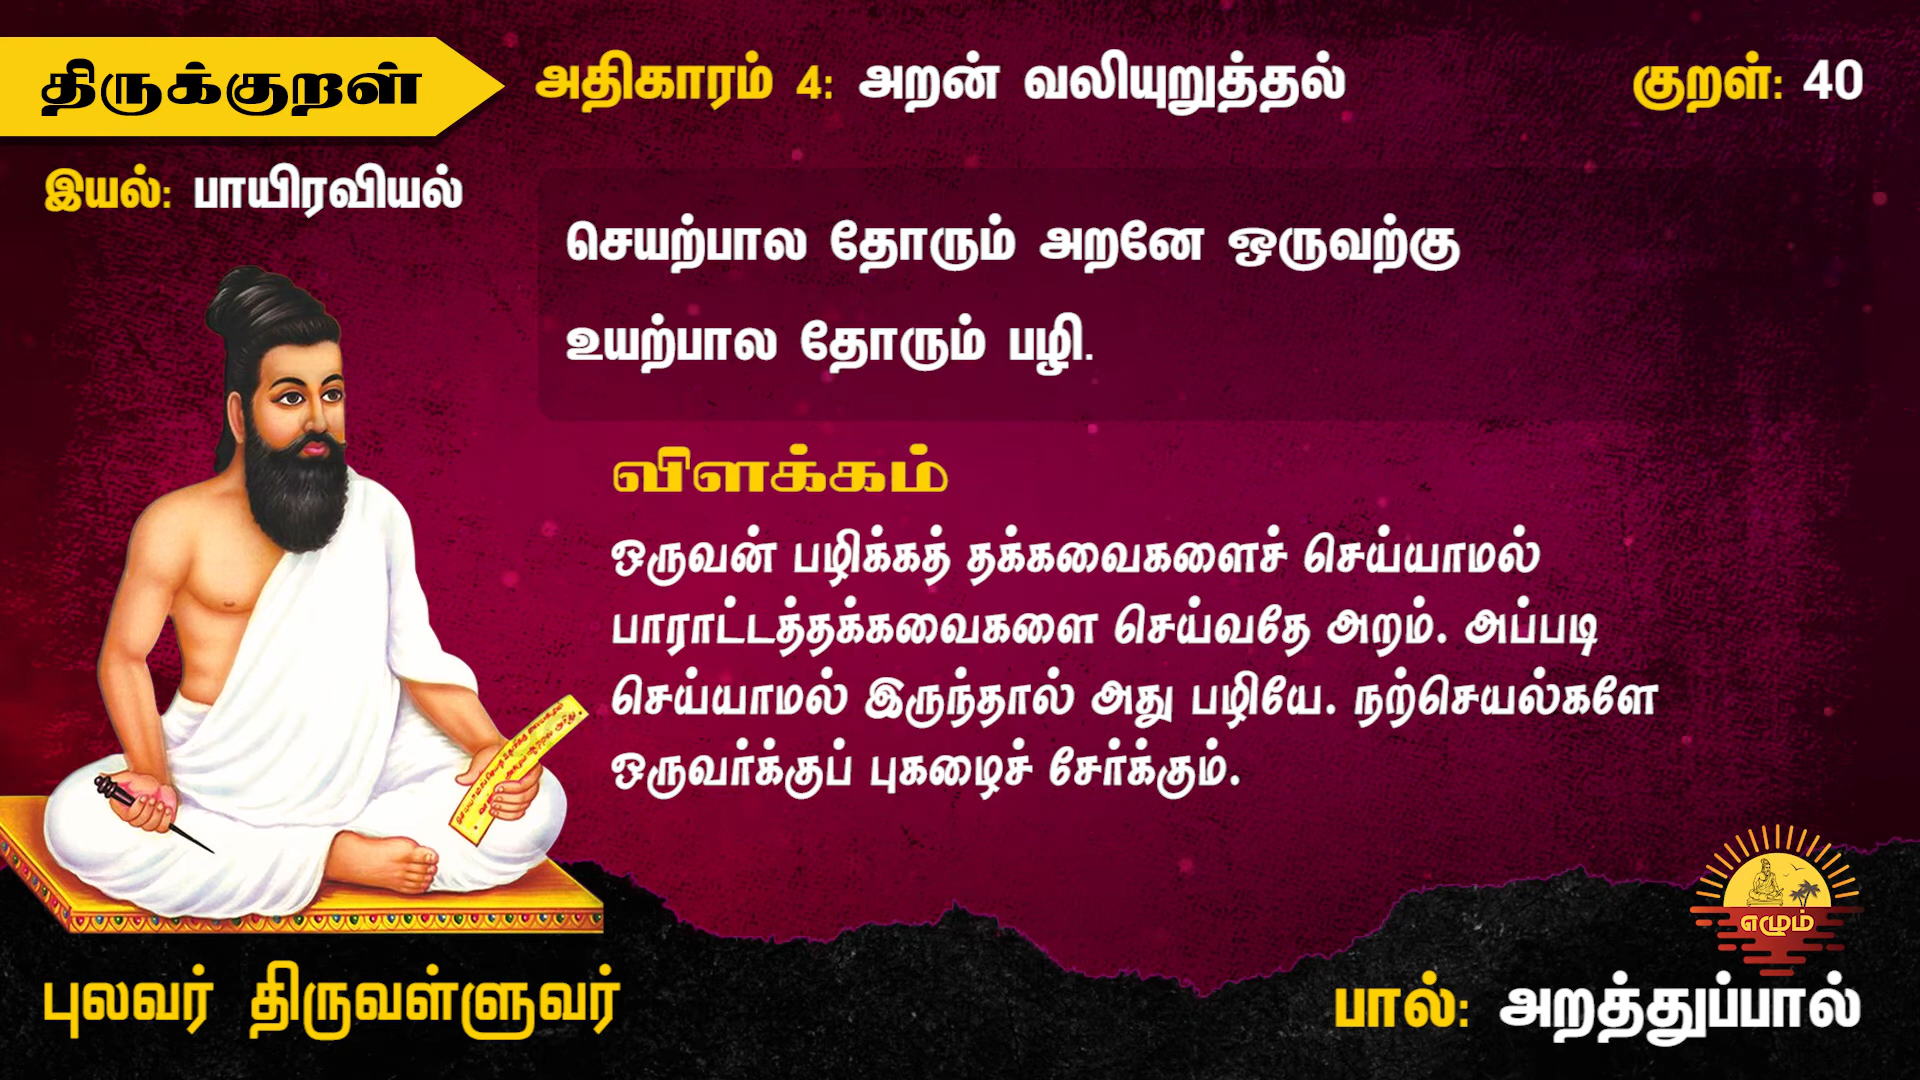 திருக்குறள்
அதிகாரம் 4: அறன் வலியுறுத்தல்
குறள்: 40
இயல்: பாயிரவியல்
செயற்பால தோரும் அறனே ஒருவற்கு
உயற்பால தோரும் பழி.
விளக்கம்
ஒருவன் பழிக்கத் தக்கவைகளைச் செய்யாமல்
பாராட்டத்தக்கவைகளை செய்வதே அறம். அப்படி
செய்யாமல் இருந்தால் அது பழியே. நற்செயல்களே
ஒருவர்க்குப் புகழைச் சேர்க்கும்.
எழும்
புலவர் திருவள்ளுவர்
பால்: அறத்துப்பால்